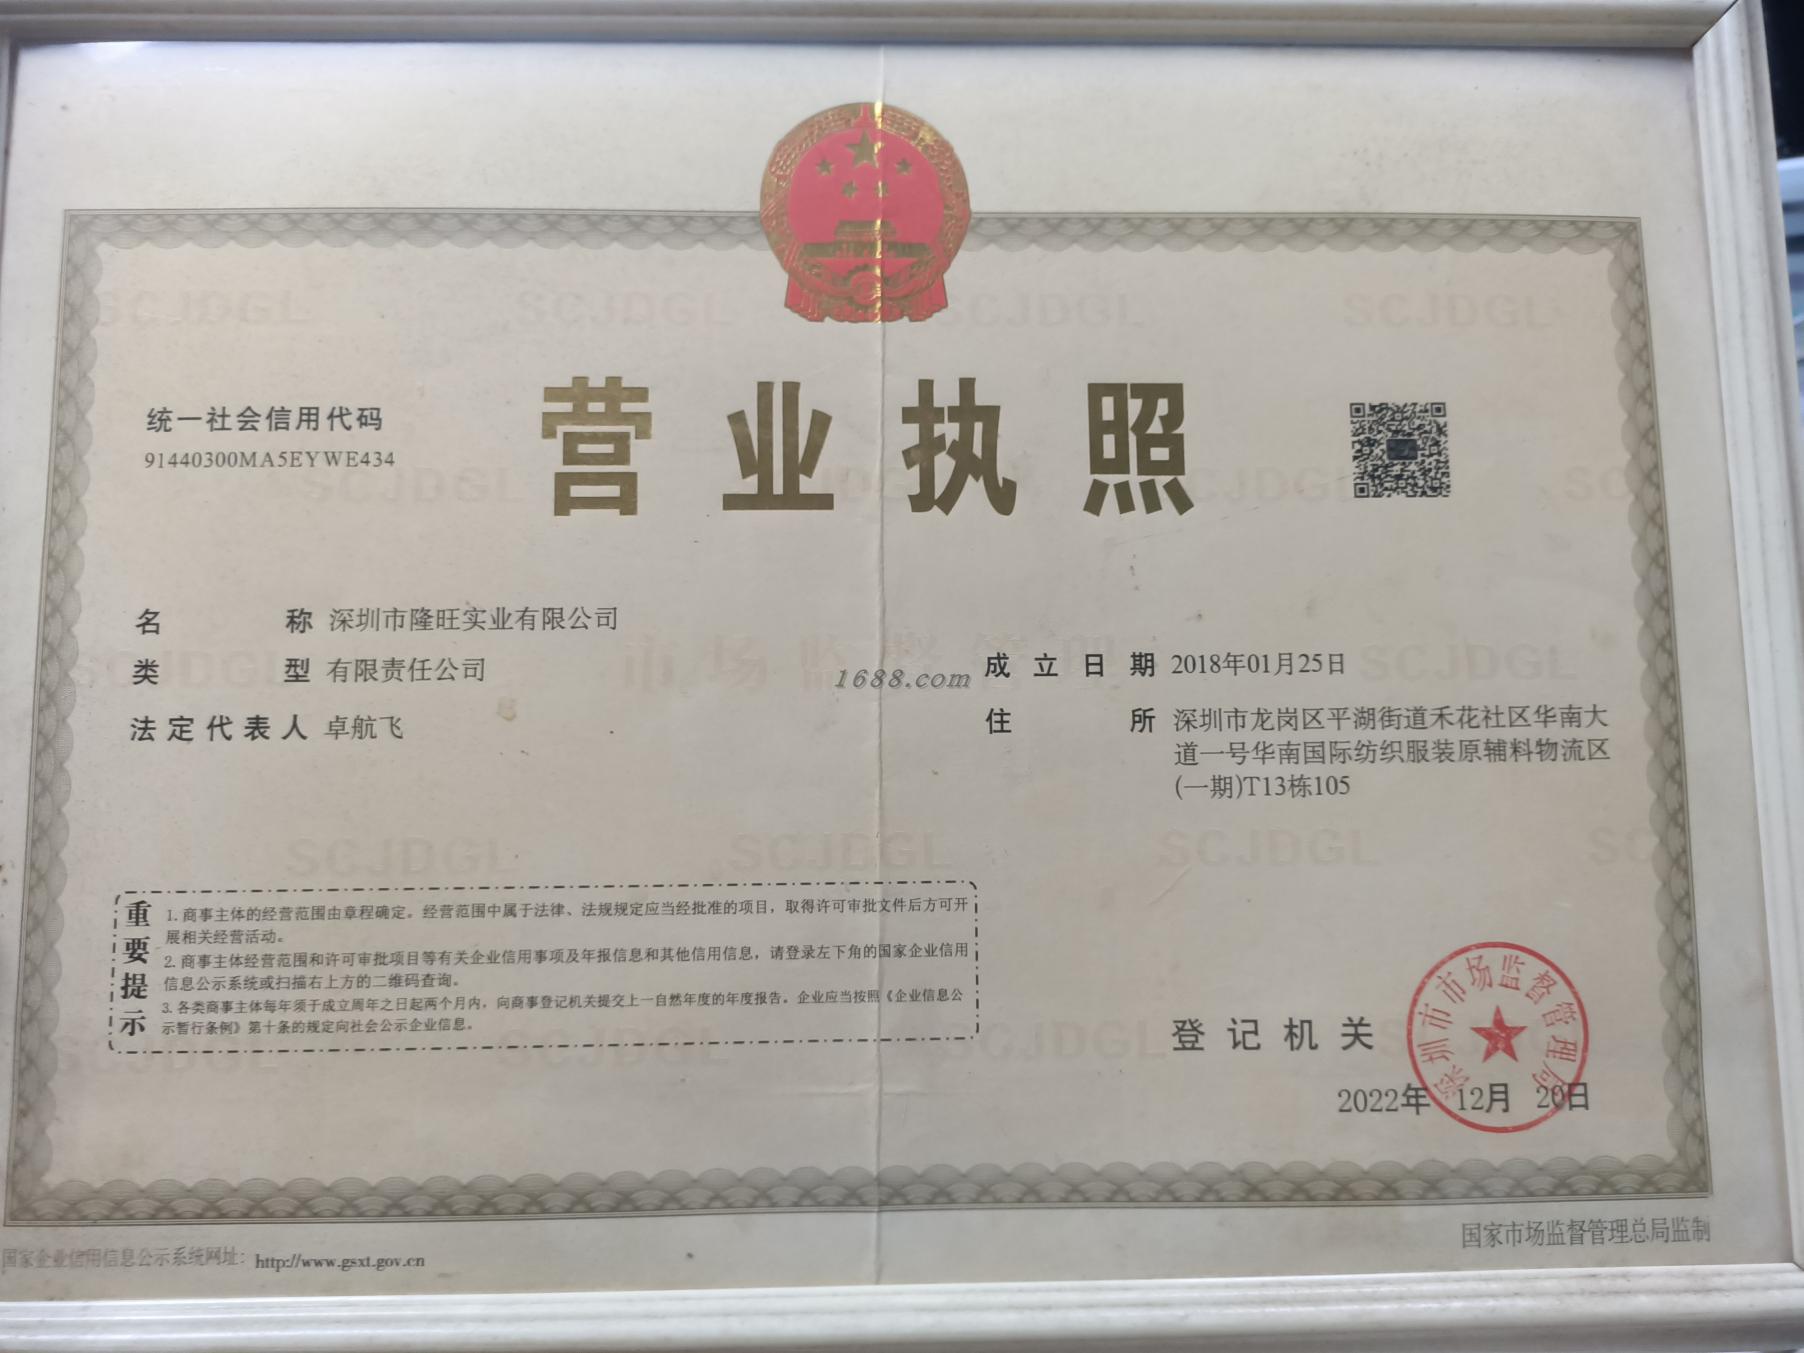 营业执照
统一社会信用代码
91440300MA5EYWE434
名称 深圳市隆旺实业有限公司
类型 有限责任公司
法定代表人 卓航飞
1688.com
成立日期 2018年01月25日
住所 深圳市龙岗区平湖街道禾花社区华南大
道一号华南国际纺织服装原辅料物流区
(一期)T13栋105
重要提示
1. 商事主体的经营范围由章程确定。经营范围中属于法律、法规规定应当经批准的项目，取得许可审批文件后方可开
展相关经营活动。
2. 商事主体经营范围和许可审批项目等有关企业信用事项及年报信息和其他信用信息，请登录左下角的国家企业信用
信息公示系统或扫描右上方的二维码查询。
3. 各类商事主体每年须于成立周年之日起两个月内，向商事登记机关提交上一自然年度的年度报告。企业应当按照《企业信息公
示暂行条例》第十条的规定向社会公示企业信息。
登记机关
深圳市市场监督管理局
2022年 12月 20日
国家企业信用信息公示系统网址：http://www.gsxt.gov.cn
国家市场监督管理总局监制
SCJDGL
市场监督管理